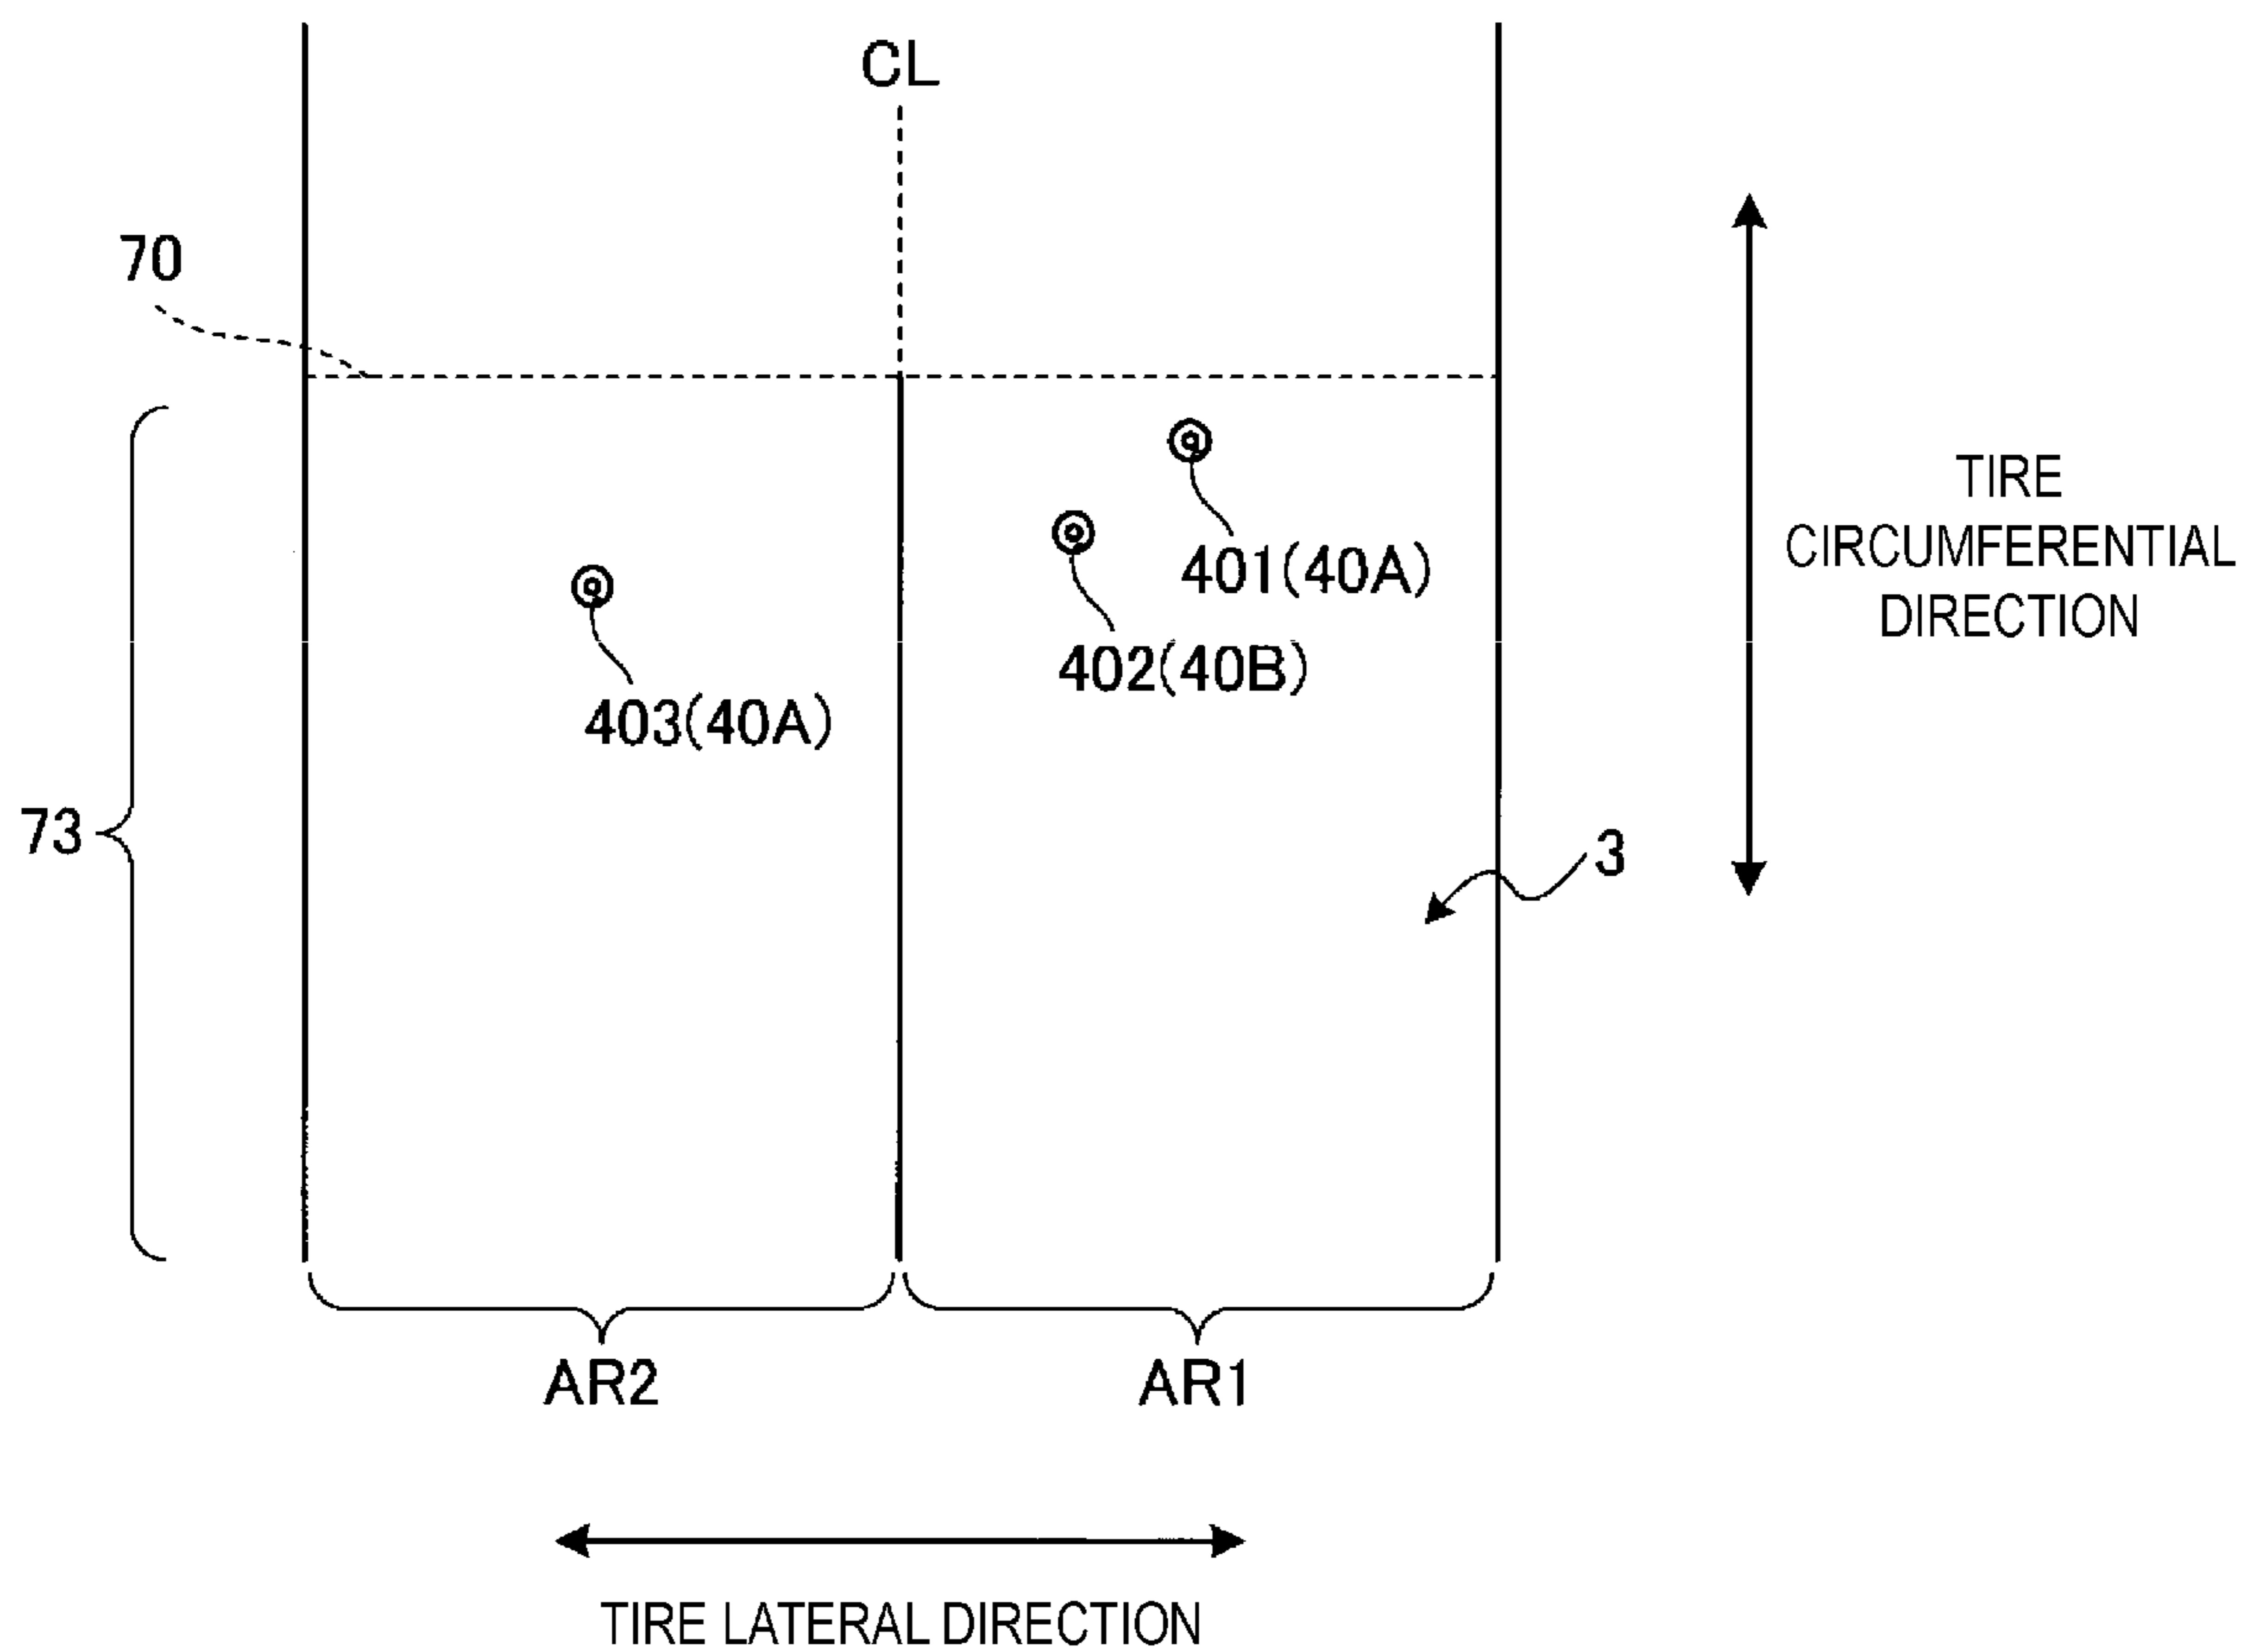 CL
70
401(40A)
402(40B)
403(40A)
TIRE
CIRCUMFERENTIAL
DIRECTION
73
3
AR2
AR1
TIRE LATERAL DIRECTION